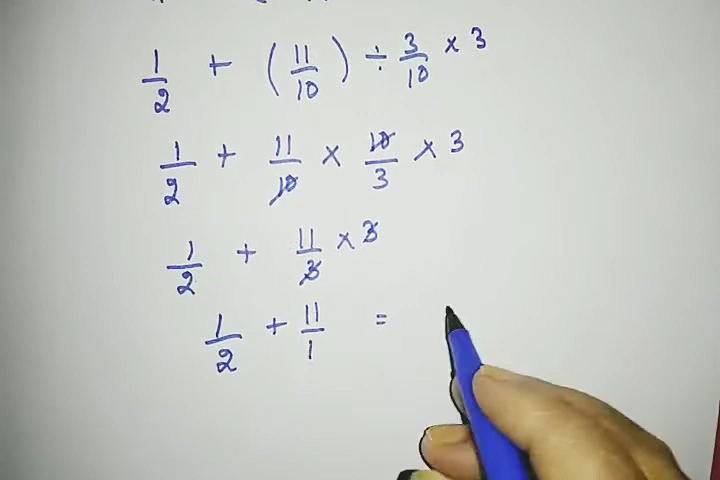 1/2 + (11/10) ÷ 3/10 × 3
1/2 + 11/10 × 10/3 × 3
1/2 + 11/3 × 3
1/2 + 11/1 =